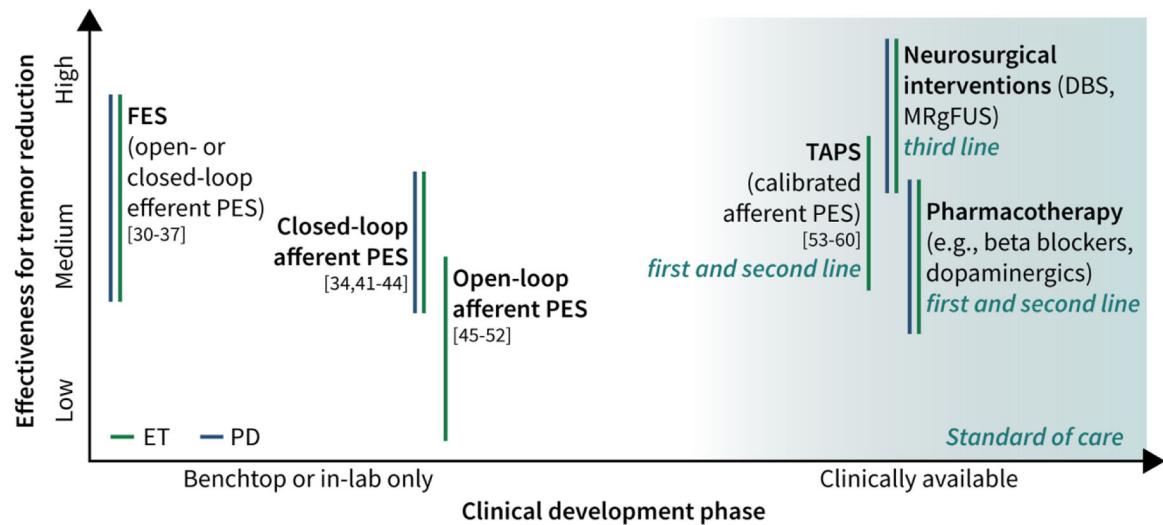 Effectiveness for tremor reduction
High
Medium
Low
FES
(open- or
closed-loop
efferent PES)
[30-37]
Closed-loop
afferent PES
[34,41-44]
Open-loop
afferent PES
[45-52]
TAPS
(calibrated
afferent PES)
[53-60]
first and second line
Neurosurgical
interventions (DBS,
MRgFUS)
third line
Pharmacotherapy
(e.g., beta blockers,
dopaminergics)
first and second line
ET PD
Standard of care
Benchtop or in-lab only
Clinically available
Clinical development phase